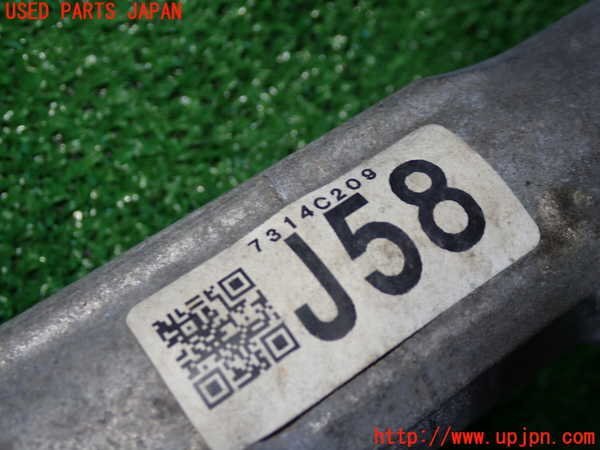 USED PARTS JAPAN
7314C209
J58
http://www.upjpn.com/